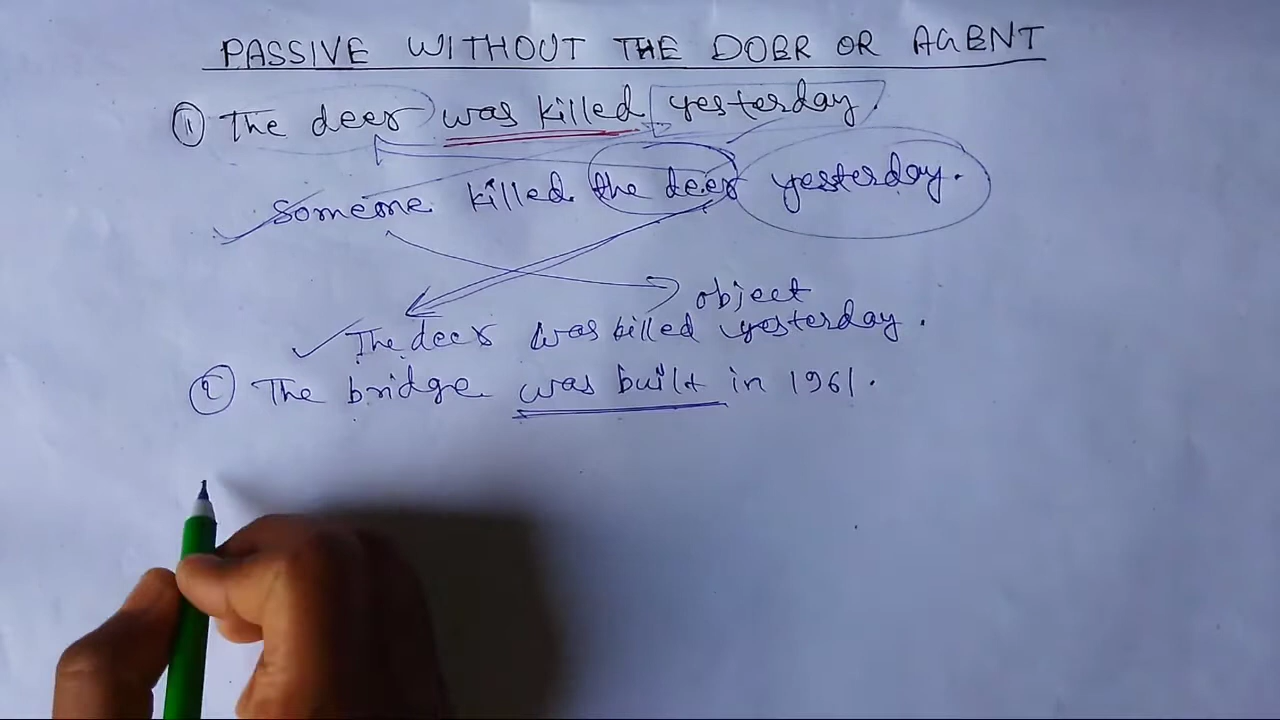 PASSIVE WITHOUT THE DOER OR AGENT
① The deer was killed yesterday.
Someone killed the deer yesterday.
object
The deer was killed yesterday.
② The bridge was built in 1961.